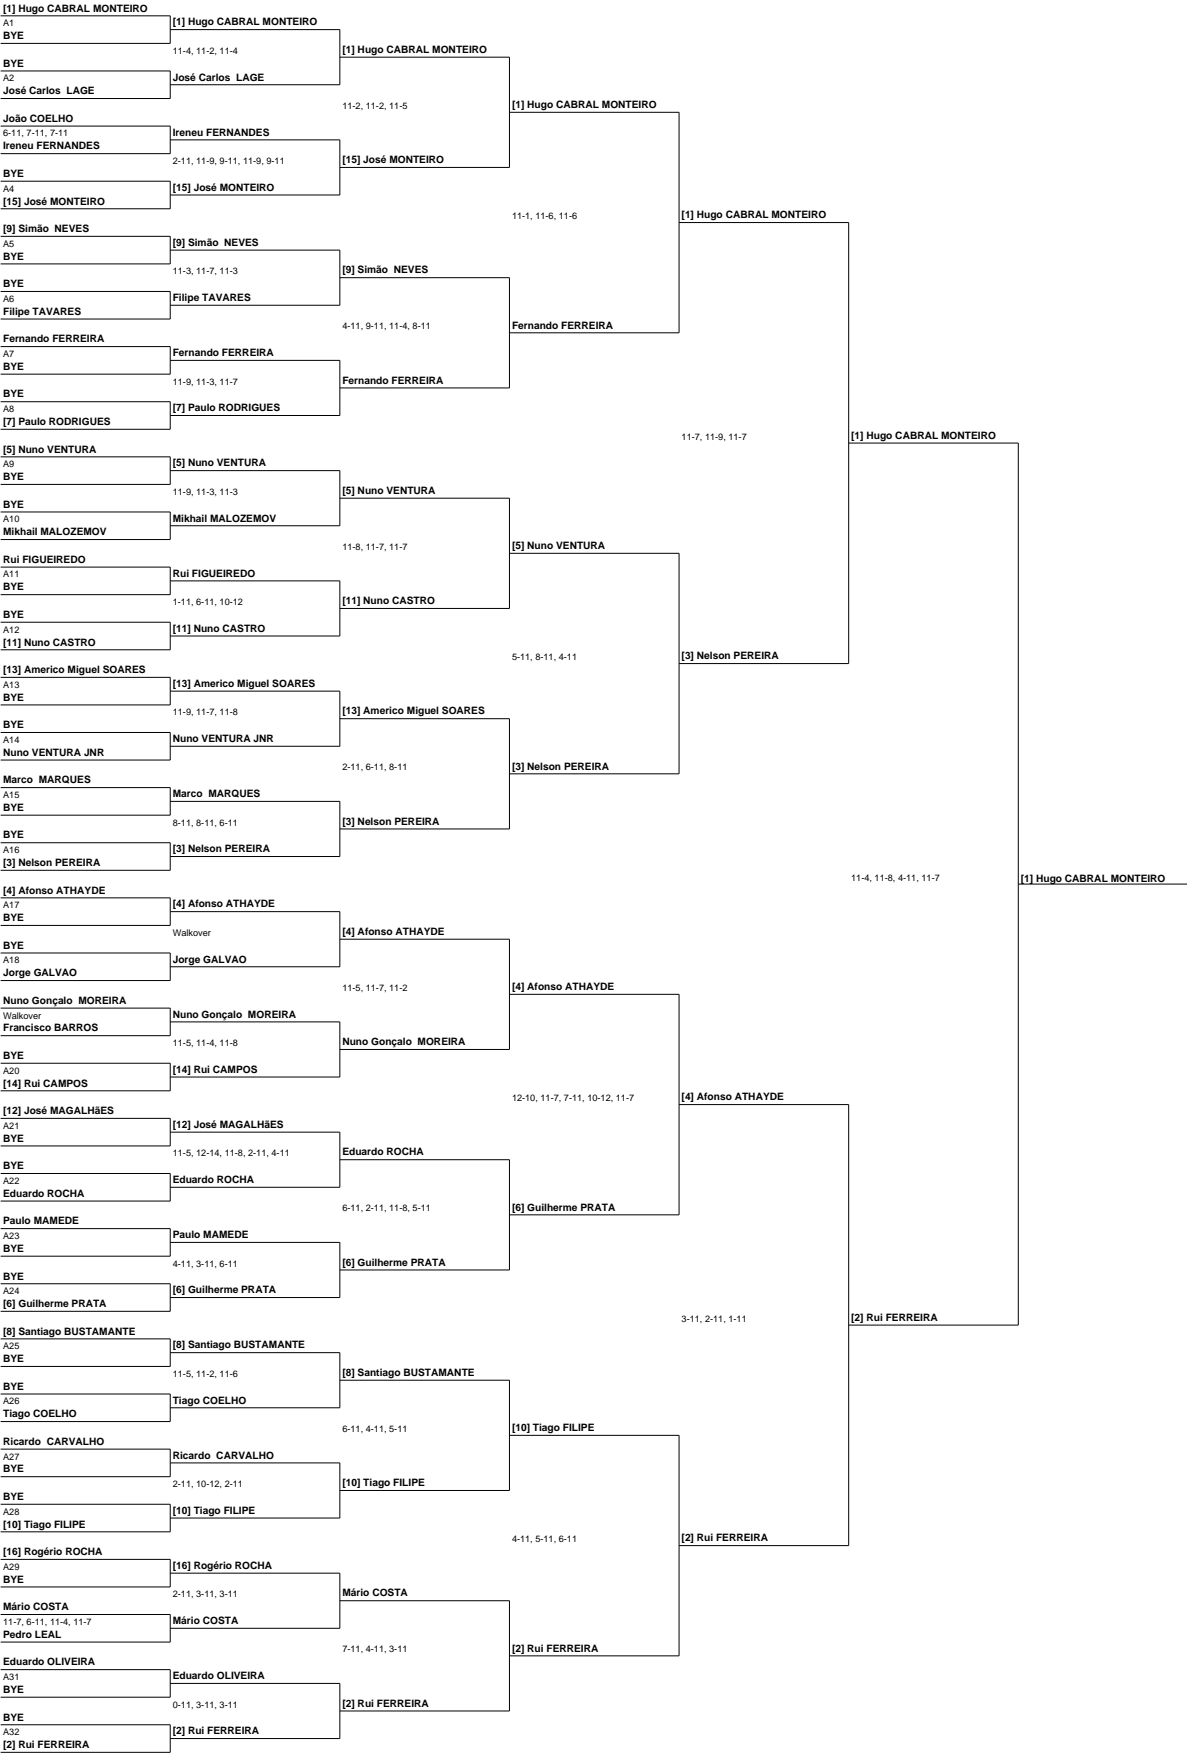 [1] Hugo CABRAL MONTEIRO
A1
BYE
BYE
A2
José Carlos LAGE
João COELHO
6-11, 7-11, 7-11
Ireneu FERNANDES
BYE
A4
[15] José MONTEIRO
[9] Simão NEVES
A5
BYE
BYE
A6
Filipe TAVARES
Fernando FERREIRA
A7
BYE
BYE
A8
[7] Paulo RODRIGUES
[5] Nuno VENTURA
A9
BYE
BYE
A10
Mikhail MALOZEMOV
Rui FIGUEIREDO
A11
BYE
BYE
A12
[11] Nuno CASTRO
[13] Americo Miguel SOARES
A13
BYE
BYE
A14
Nuno VENTURA JNR
Marco MARQUES
A15
BYE
BYE
A16
[3] Nelson PEREIRA
[4] Afonso ATHAYDE
A17
BYE
BYE
A18
Jorge GALVAO
Nuno Gonçalo MOREIRA
Walkover
Francisco BARROS
BYE
A20
[14] Rui CAMPOS
[12] José MAGALHãES
A21
BYE
BYE
A22
Eduardo ROCHA
Paulo MAMEDE
A23
BYE
BYE
A24
[6] Guilherme PRATA
[8] Santiago BUSTAMANTE
A25
BYE
BYE
A26
Tiago COELHO
Ricardo CARVALHO
A27
BYE
BYE
A28
[10] Tiago FILIPE
[16] Rogério ROCHA
A29
BYE
Mário COSTA
11-7, 6-11, 11-4, 11-7
Pedro LEAL
Eduardo OLIVEIRA
A31
BYE
BYE
A32
[2] Rui FERREIRA
[1] Hugo CABRAL MONTEIRO
11-4, 11-2, 11-4
José Carlos LAGE
Ireneu FERNANDES
2-11, 11-9, 9-11, 11-9, 9-11
[15] José MONTEIRO
[9] Simão NEVES
11-3, 11-7, 11-3
Filipe TAVARES
Fernando FERREIRA
11-9, 11-3, 11-7
[7] Paulo RODRIGUES
[5] Nuno VENTURA
11-9, 11-3, 11-3
Mikhail MALOZEMOV
Rui FIGUEIREDO
1-11, 6-11, 10-12
[11] Nuno CASTRO
[13] Americo Miguel SOARES
11-9, 11-7, 11-8
Nuno VENTURA JNR
Marco MARQUES
8-11, 8-11, 6-11
[3] Nelson PEREIRA
[4] Afonso ATHAYDE
Walkover
Jorge GALVAO
Nuno Gonçalo MOREIRA
11-5, 11-4, 11-8
[14] Rui CAMPOS
[12] José MAGALHãES
11-5, 12-14, 11-8, 2-11, 4-11
Eduardo ROCHA
Paulo MAMEDE
4-11, 3-11, 6-11
[6] Guilherme PRATA
[8] Santiago BUSTAMANTE
11-5, 11-2, 11-6
Tiago COELHO
Ricardo CARVALHO
2-11, 10-12, 2-11
[10] Tiago FILIPE
[16] Rogério ROCHA
2-11, 3-11, 3-11
Mário COSTA
Eduardo OLIVEIRA
0-11, 3-11, 3-11
[2] Rui FERREIRA
[1] Hugo CABRAL MONTEIRO
11-2, 11-2, 11-5
[15] José MONTEIRO
[9] Simão NEVES
4-11, 9-11, 11-4, 8-11
Fernando FERREIRA
[5] Nuno VENTURA
11-8, 11-7, 11-7
[11] Nuno CASTRO
[13] Americo Miguel SOARES
2-11, 6-11, 8-11
[3] Nelson PEREIRA
[4] Afonso ATHAYDE
11-5, 11-7, 11-2
Nuno Gonçalo MOREIRA
Eduardo ROCHA
6-11, 2-11, 11-8, 5-11
[6] Guilherme PRATA
[8] Santiago BUSTAMANTE
6-11, 4-11, 5-11
[10] Tiago FILIPE
Mário COSTA
7-11, 4-11, 3-11
[2] Rui FERREIRA
[1] Hugo CABRAL MONTEIRO
11-1, 11-6, 11-6
Fernando FERREIRA
[5] Nuno VENTURA
5-11, 8-11, 4-11
[3] Nelson PEREIRA
[4] Afonso ATHAYDE
12-10, 11-7, 7-11, 10-12, 11-7
[6] Guilherme PRATA
[10] Tiago FILIPE
4-11, 5-11, 6-11
[2] Rui FERREIRA
[1] Hugo CABRAL MONTEIRO
11-7, 11-9, 11-7
[3] Nelson PEREIRA
[4] Afonso ATHAYDE
3-11, 2-11, 1-11
[2] Rui FERREIRA
[1] Hugo CABRAL MONTEIRO
11-4, 11-8, 4-11, 11-7
[2] Rui FERREIRA
[1] Hugo CABRAL MONTEIRO